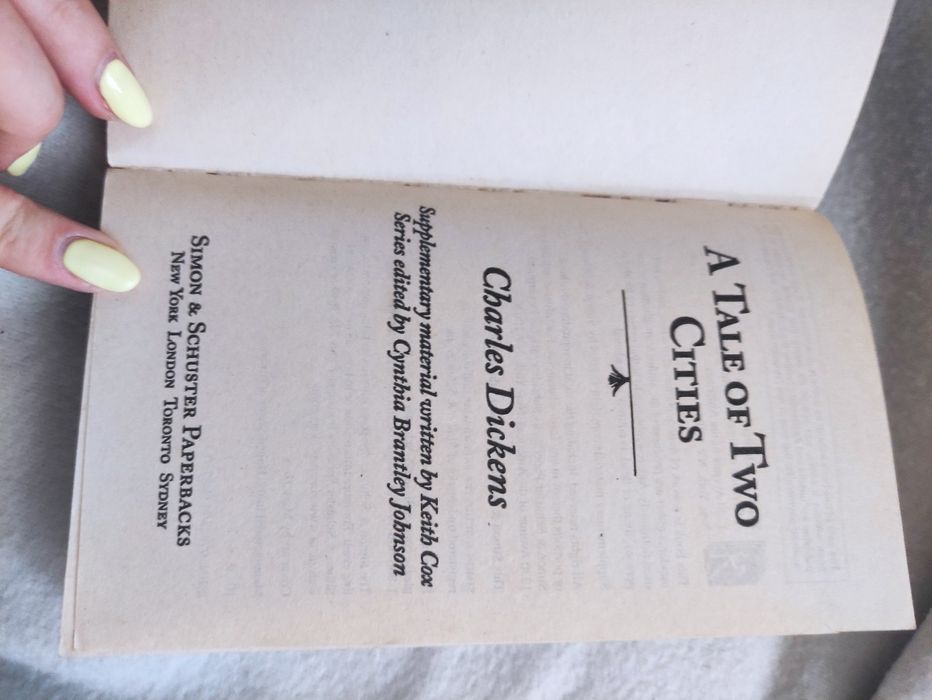 A TALE OF TWO
CITIES
Charles Dickens
Supplementary material written by Keith Cox
Series edited by Cynthia Brantley Johnson
SIMON & SCHUSTER PAPERBACKS
NEW YORK LONDON TORONTO SYDNEY